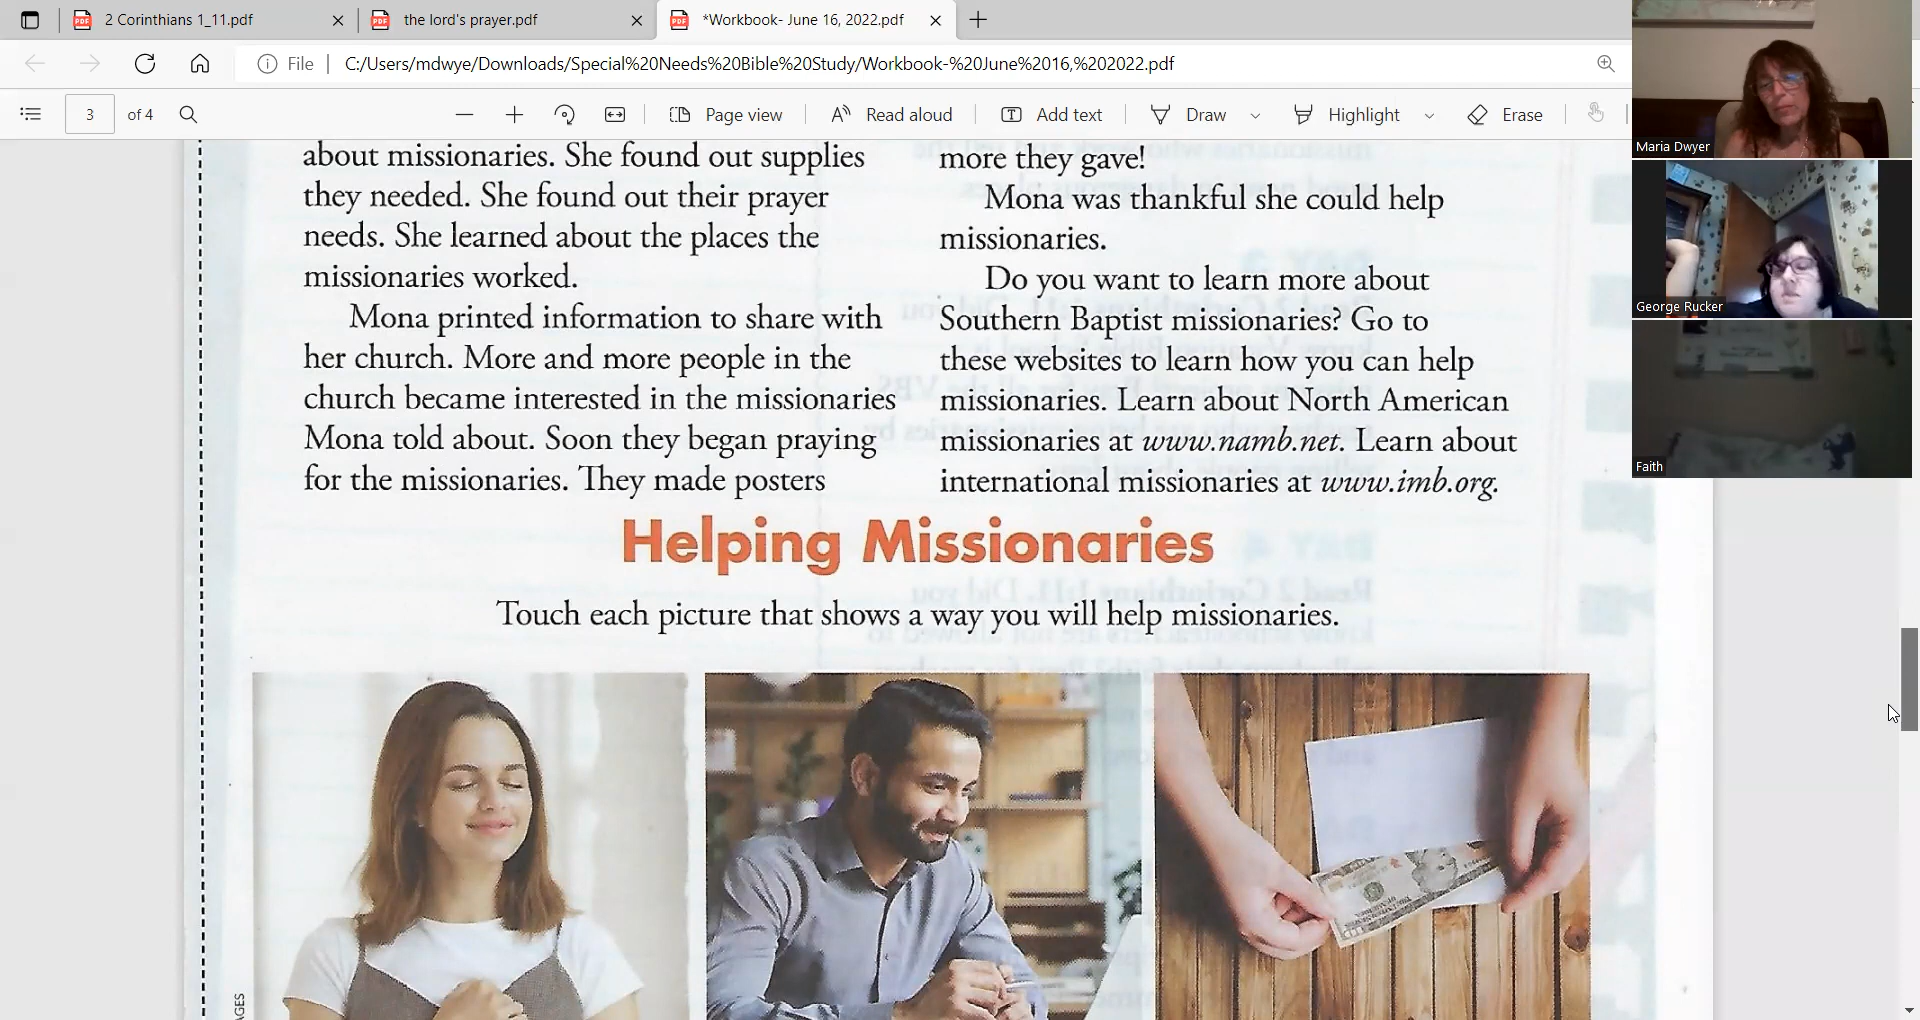 2 Corinthians 1_11.pdf
the lord's prayer.pdf
*Workbook- June 16, 2022.pdf
File
C:/Users/mdwye/Downloads/Special%20Needs%20Bible%20Study/Workbook-%20June%2016,%202022.pdf
3 of 4
Page view
Read aloud
Add text
Draw
Highlight
Erase
about missionaries. She found out supplies
they needed. She found out their prayer
needs. She learned about the places the
missionaries worked.
Mona printed information to share with
her church. More and more people in the
church became interested in the missionaries
Mona told about. Soon they began praying
for the missionaries. They made posters
more they gave!
Mona was thankful she could help
missionaries.
Do you want to learn more about
Southern Baptist missionaries? Go to
these websites to learn how you can help
missionaries. Learn about North American
missionaries at www.namb.net. Learn about
international missionaries at www.imb.org.
Helping Missionaries
Touch each picture that shows a way you will help missionaries.
Maria Dwyer
George Rucker
Faith